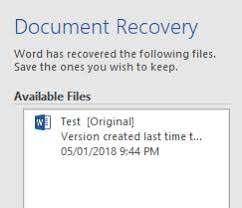 Document Recovery
Word has recovered the following files.
Save the ones you wish to keep.
Available Files
Test [Original]
Version created last time t...
05/01/2018 9:44 PM